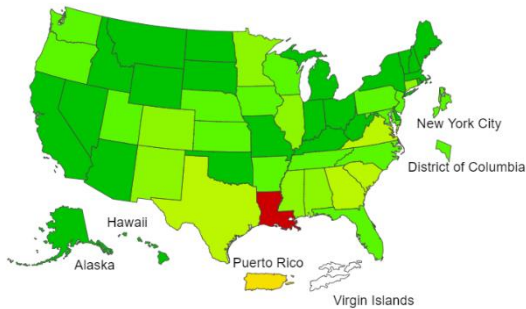 New York City
District of Columbia
Hawaii
Alaska
Puerto Rico
Virgin Islands